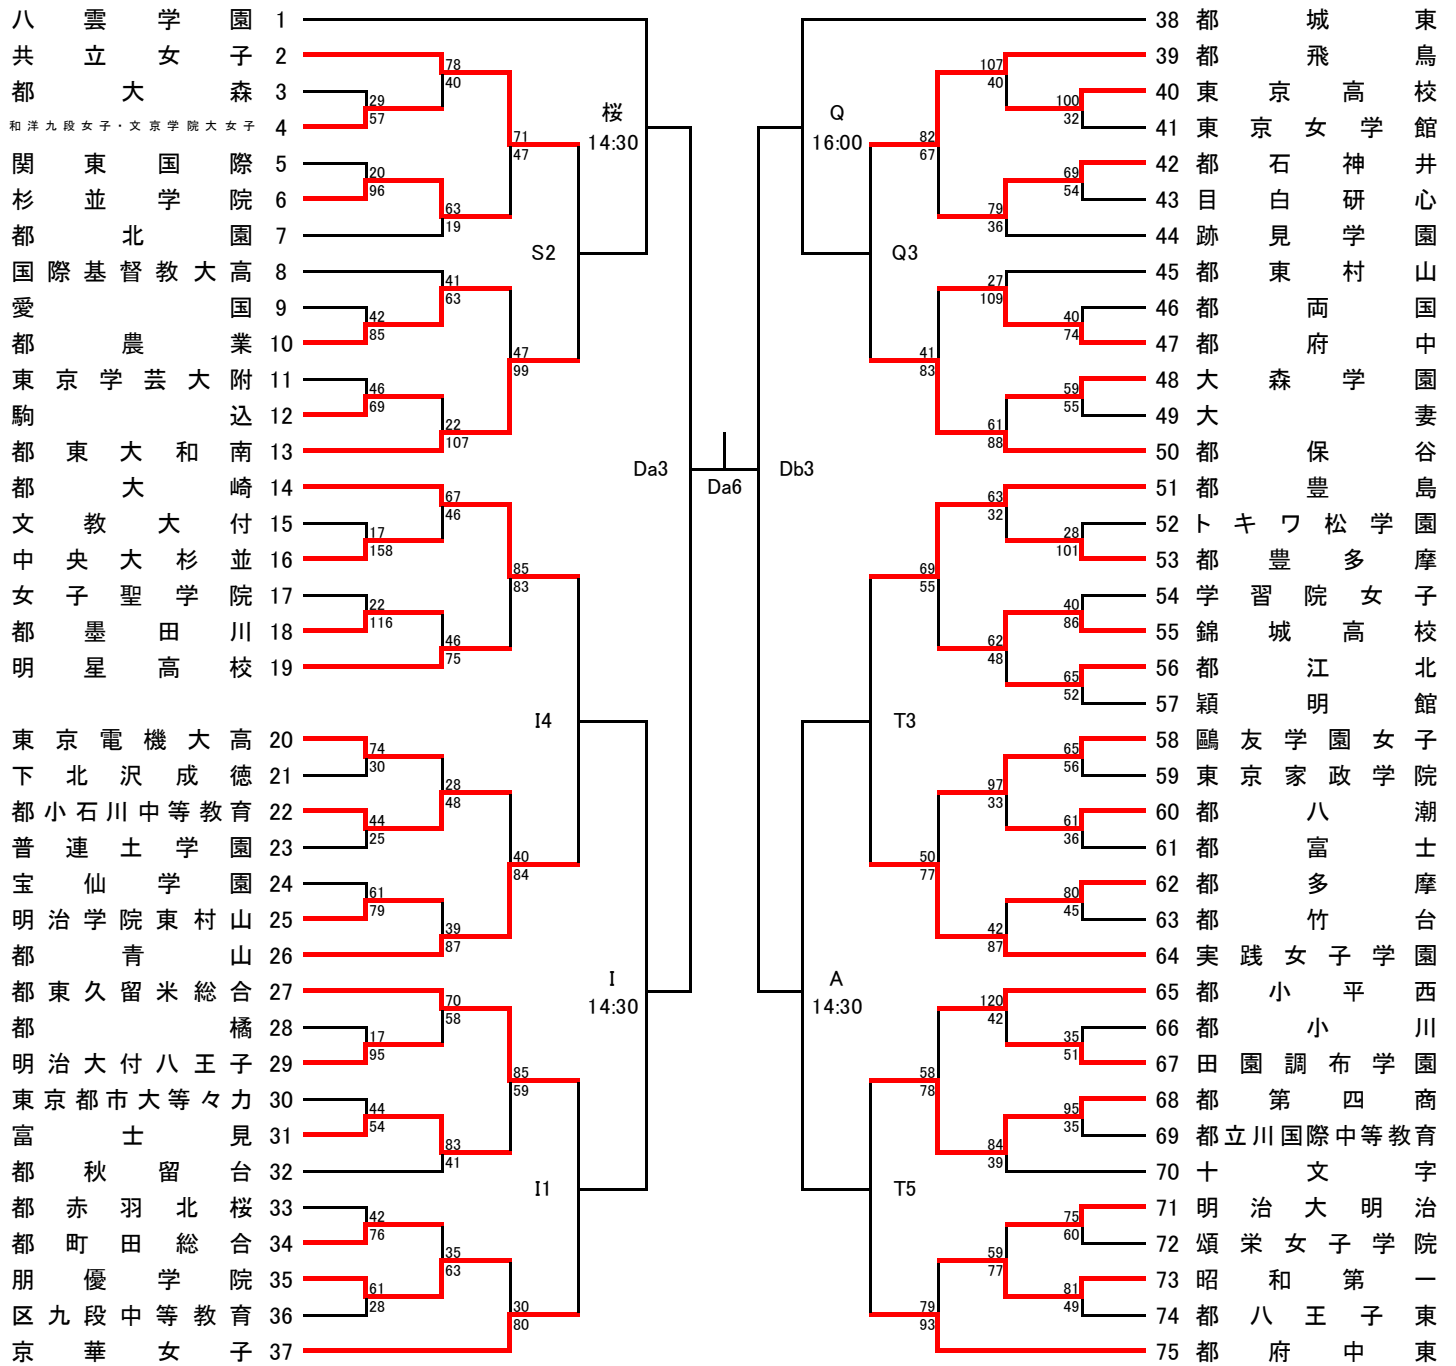 八雲学園 1
共立女子 2
都大森 3
和洋九段女子・文京学院大女子 4
関東国際 5
杉並学院 6
都北園 7
国際基督教大高 8
愛国 9
都農業 10
東京学芸大附 11
駒込 12
都東大和南 13
都大崎 14
文教大付 15
中央大杉並 16
女子聖学院 17
都墨田川 18
明星高校 19
東京電機大高 20
下北沢成徳 21
都小石川中等教育 22
普連土学園 23
宝仙学園 24
明治学院東村山 25
都青山 26
都東久留米総合 27
都橘 28
明治大付八王子 29
東京都市大等々力 30
富士見 31
都秋留台 32
都赤羽北桜 33
都町田総合 34
朋優学院 35
区九段中等教育 36
京華女子 37
29
57
20
96
42
85
46
69
17
158
22
116
74
30
44
25
61
79
17
95
44
54
42
76
61
28
78
40
63
19
41
63
22
107
67
46
46
75
28
48
39
87
70
58
83
41
35
63
71
47
47
99
85
83
40
84
85
59
30
80
S2
I4
I1
桜
14:30
I
14:30
Da3
Da6
Db3
Q
16:00
A
14:30
Q3
T3
T5
82
67
41
83
69
55
50
77
58
78
79
93
107
40
79
36
27
109
61
88
63
32
62
48
97
33
42
87
120
42
84
39
59
77
100
32
69
54
40
74
59
55
28
101
40
86
65
52
65
56
61
36
80
45
35
51
95
35
75
60
81
49
38 都城東
39 都飛鳥
40 東京高校
41 東京女学館
42 都石神井
43 目白研心
44 跡見学園
45 都東村山
46 都両国
47 都府中
48 大森学園
49 大妻
50 都保谷
51 都豊島
52 トキワ松学園
53 都豊多摩
54 学習院女子
55 錦城高校
56 都江北
57 穎明館
58 鷗友学園女子
59 東京家政学院
60 都八潮
61 都富士
62 都多摩
63 都竹台
64 実践女子学園
65 都小平西
66 都小川
67 田園調布学園
68 都第四商
69 都立川国際中等教育
70 十文字
71 明治大明治
72 頌栄女子学院
73 昭和第一
74 都八王子東
75 都府中東